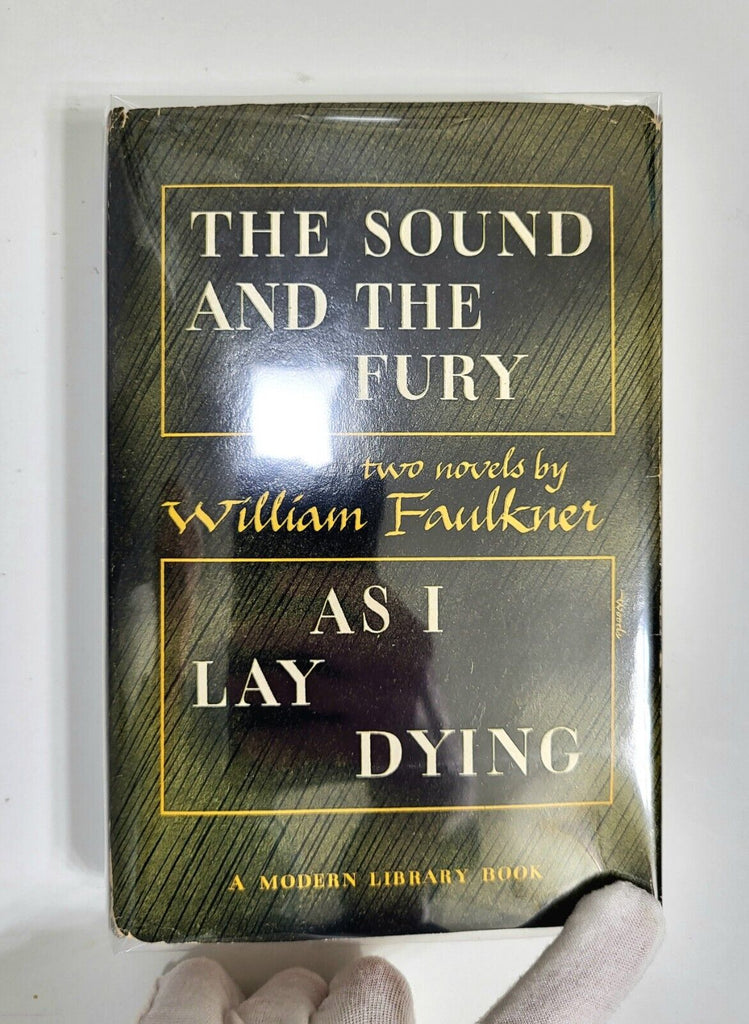 THE SOUND
AND THE
FURY
two novels by
William Faulkner
AS I
LAY
DYING
A MODERN LIBRARY BOOK